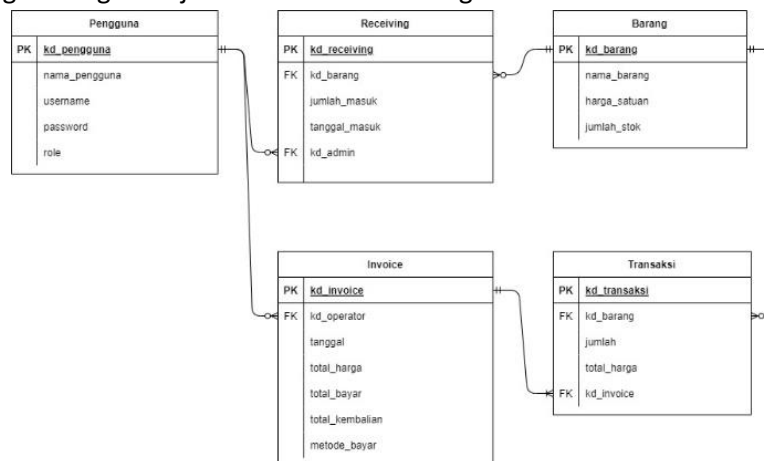 Pengguna
PK kd_pengguna
nama_pengguna
username
password
role
Receiving
PK kd_receiving
FK kd_barang
jumlah_masuk
tanggal_masuk
FK kd_admin
Barang
PK kd_barang
nama_barang
harga_satuan
jumlah_stok
Invoice
PK kd_invoice
FK kd_operator
tanggal
total_harga
total_bayar
total_kembalian
metode_bayar
Transaksi
PK kd_transaksi
FK kd_barang
jumlah
total_harga
FK kd_invoice